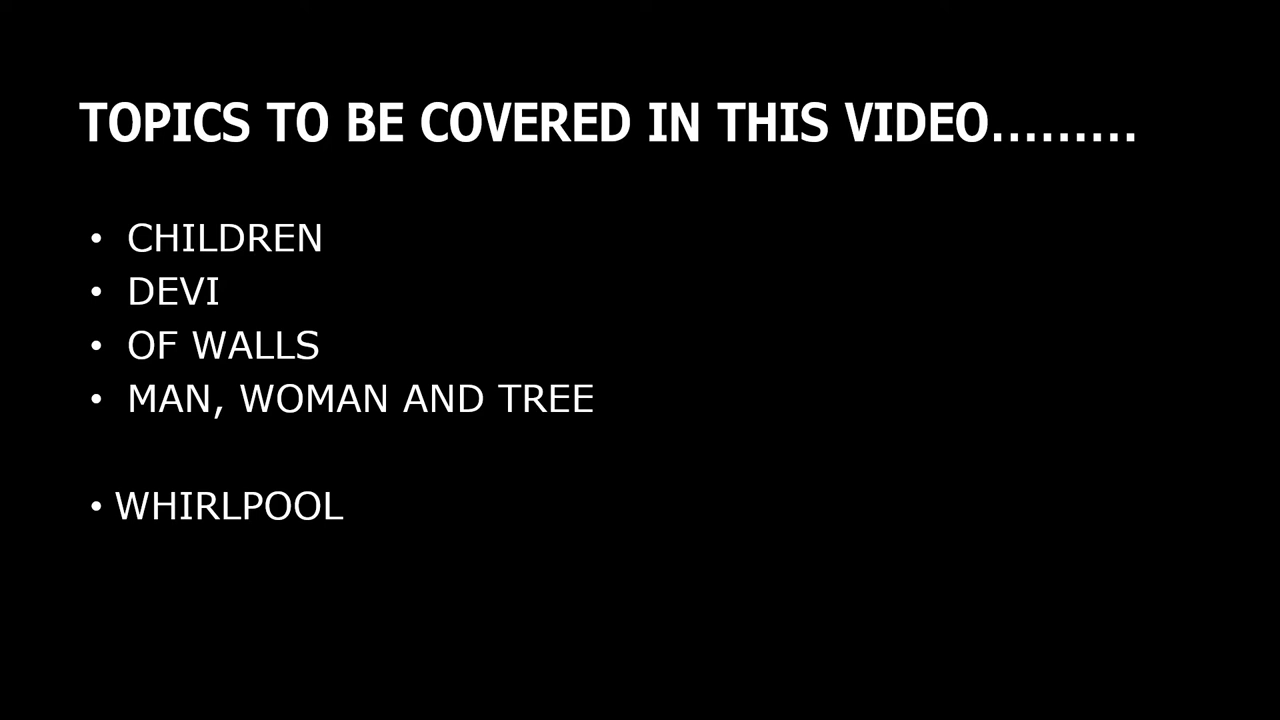 TOPICS TO BE COVERED IN THIS VIDEO.........
• CHILDREN
• DEVI
• OF WALLS
• MAN, WOMAN AND TREE
• WHIRLPOOL